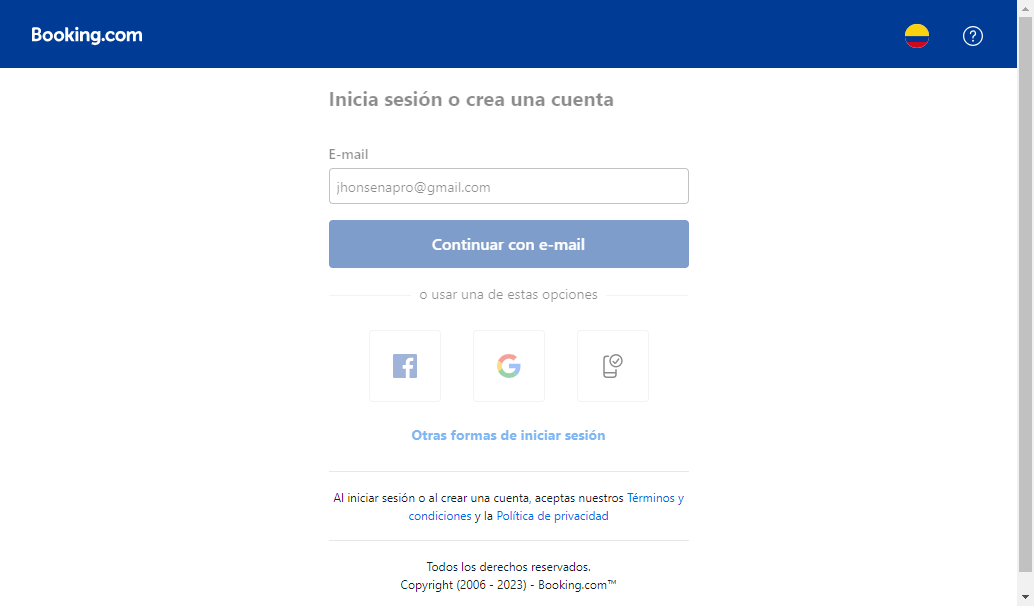 Booking.com
Inicia sesión o crea una cuenta
E-mail
jhonsenapro@gmail.com
Continuar con e-mail
o usar una de estas opciones
Otras formas de iniciar sesión
Al iniciar sesión o al crear una cuenta, aceptas nuestros Términos y
condiciones y la Política de privacidad
Todos los derechos reservados.
Copyright (2006 - 2023) - Booking.com™